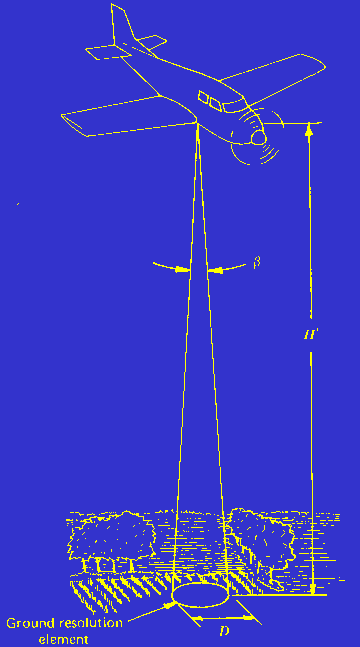 β
H'
Ground resolution
element
D